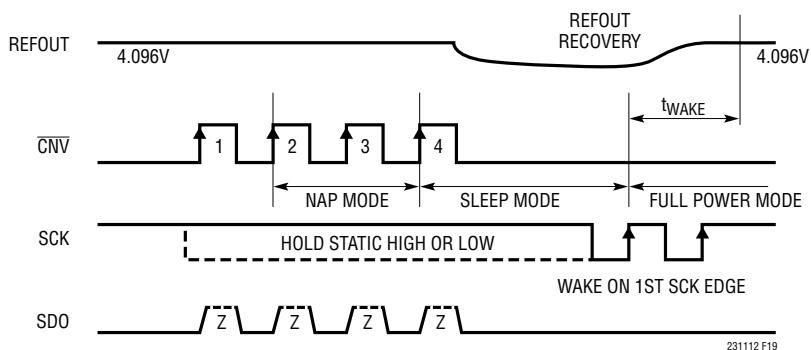 REFOUT
RECOVERY
REFOUT
4.096V
4.096V
tWAKE
CNV
1
2
3
4
NAP MODE
SLEEP MODE
FULL POWER MODE
SCK
HOLD STATIC HIGH OR LOW
WAKE ON 1ST SCK EDGE
SDO
Z
Z
Z
Z
231112 F19